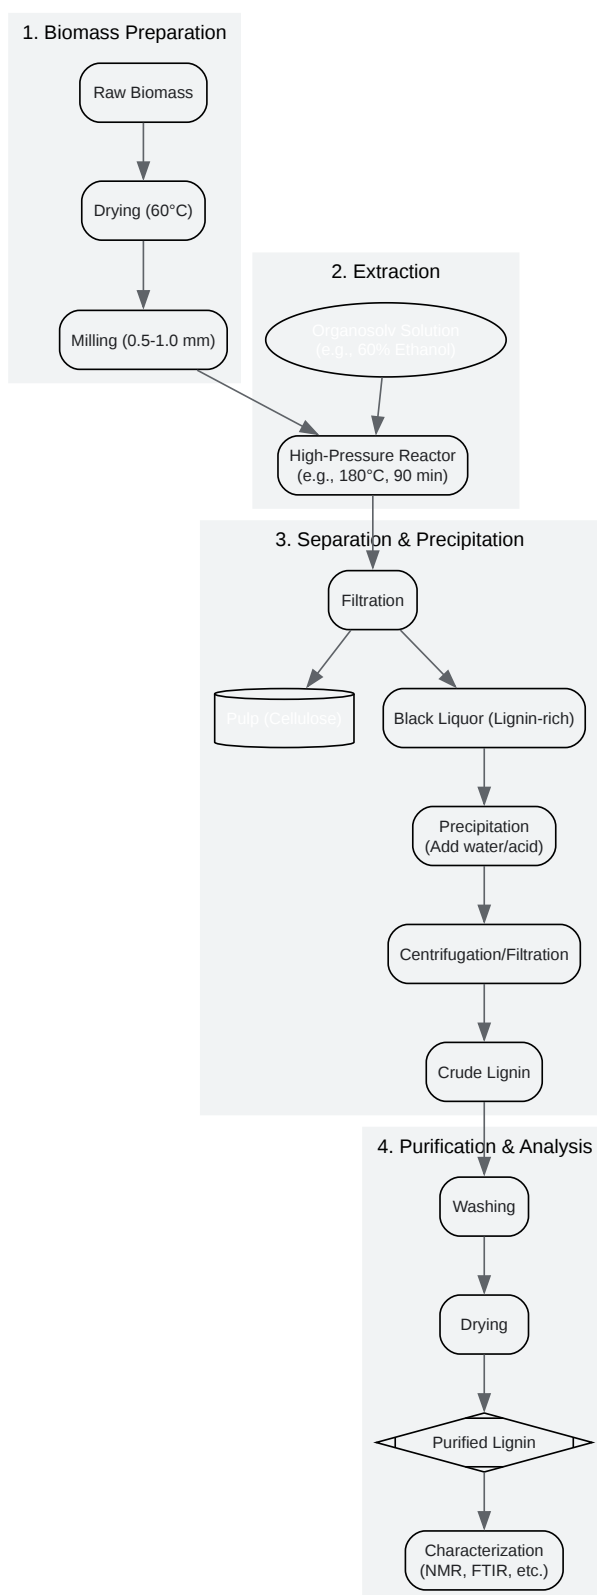 1. Biomass Preparation
Raw Biomass
Drying (60°C)
Milling (0.5-1.0 mm)
2. Extraction
Organosolv Solution
(e.g., 60% Ethanol)
High-Pressure Reactor
(e.g., 180°C, 90 min)
3. Separation & Precipitation
Filtration
Pulp (Cellulose)
Black Liquor (Lignin-rich)
Precipitation
(Add water/acid)
Centrifugation/Filtration
Crude Lignin
4. Purification & Analysis
Washing
Drying
Purified Lignin
Characterization
(NMR, FTIR, etc.)